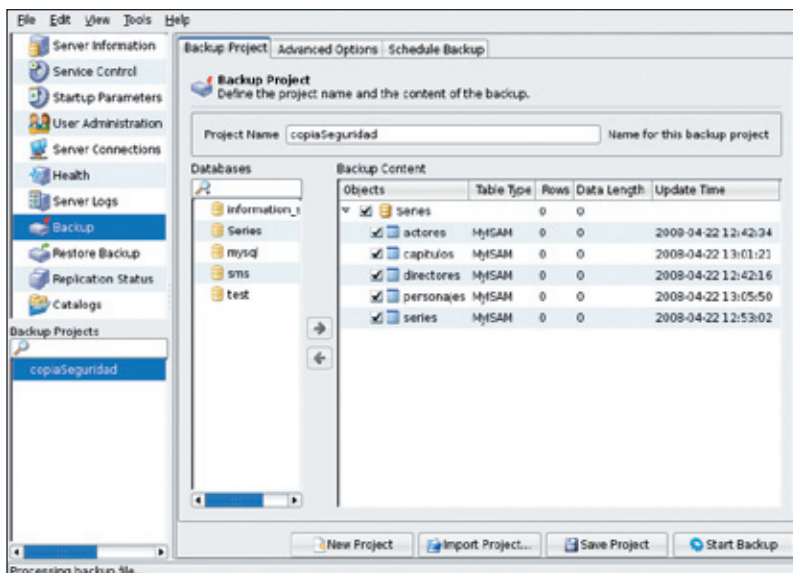 File Edit View Tools Help
Server Information
Service Control
Startup Parameters
User Administration
Server Connections
Health
Server Logs
Backup
Restore Backup
Replication Status
Catalogs
Backup Projects
copiaSeguridad
Backup Project Advanced Options Schedule Backup
Backup Project
Define the project name and the content of the backup.
Project Name copiaSeguridad Name for this backup project
Databases
information_s
Series
mysql
sms
test
Backup Content
Objects Table Type Rows Data Length Update Time
Series 0 0
actores MyISAM 0 0 2008-04-22 12:42:34
capitulos MyISAM 0 0 2008-04-22 13:01:21
directores MyISAM 0 0 2008-04-22 12:42:16
personajes MyISAM 0 0 2008-04-22 13:05:50
series MyISAM 0 0 2008-04-22 12:53:02
New Project Import Project... Save Project Start Backup
Processing backup file...